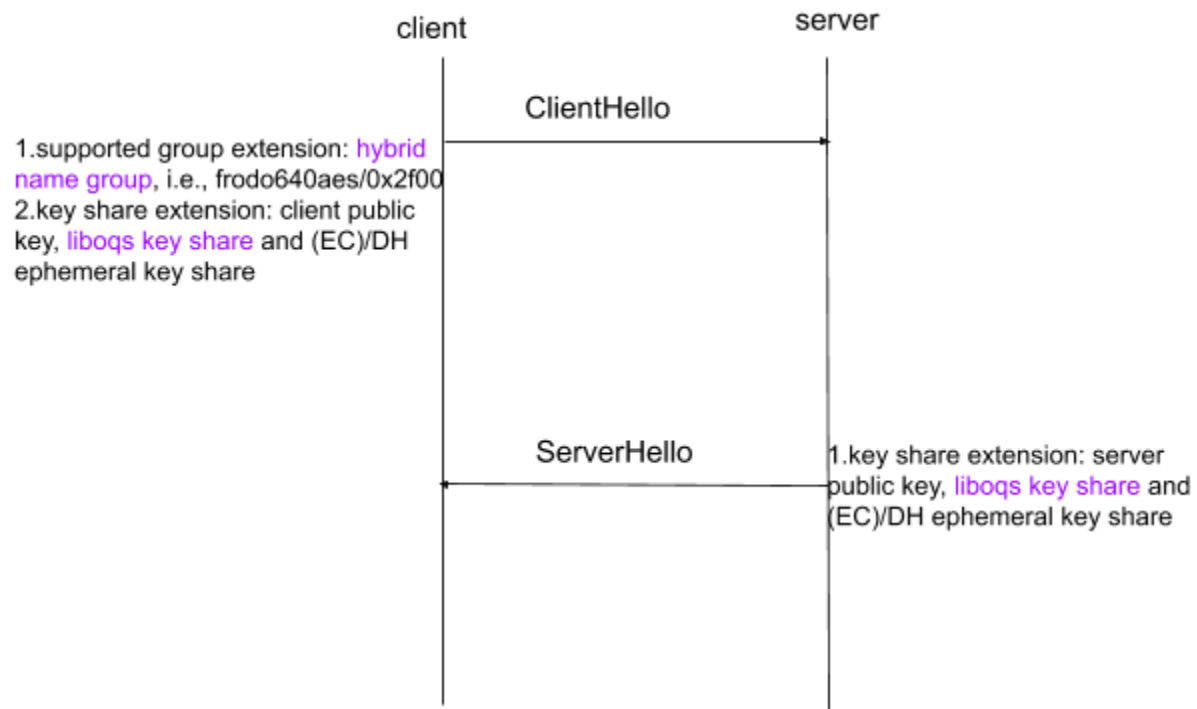 client
server
ClientHello
1.supported group extension: hybrid
name group, i.e., frodo640aes/0x2f00
2.key share extension: client public
key, liboqs key share and (EC)/DH
ephemeral key share
ServerHello
1.key share extension: server
public key, liboqs key share and
(EC)/DH ephemeral key share